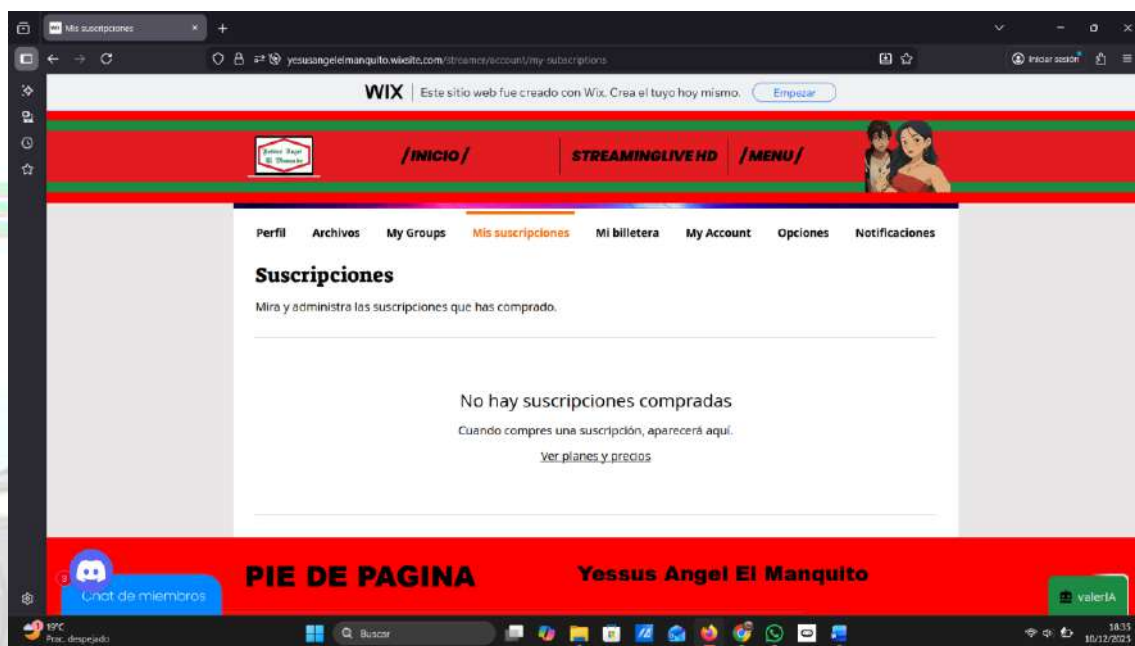 Mis suscripciones
yesusangelelmanquito.wixsite.com/streamer/account/my-subscriptions
Iniciar sesión
WIX Este sitio web fue creado con Wix. Crea el tuyo hoy mismo. Empezar
/INICIO/ STREAMINGLIVE HD /MENU/
Perfil Archivos My Groups Mis suscripciones Mi billetera My Account Opciones Notificaciones
Suscripciones
Mira y administra las suscripciones que has comprado.
No hay suscripciones compradas
Cuando compres una suscripción, aparecerá aquí.
Ver planes y precios
PIE DE PAGINA Yessus Angel El Manquito
Chat de miembros
valerIA
19°C
Prac. despejado
Buscar
18:35
10/12/2025